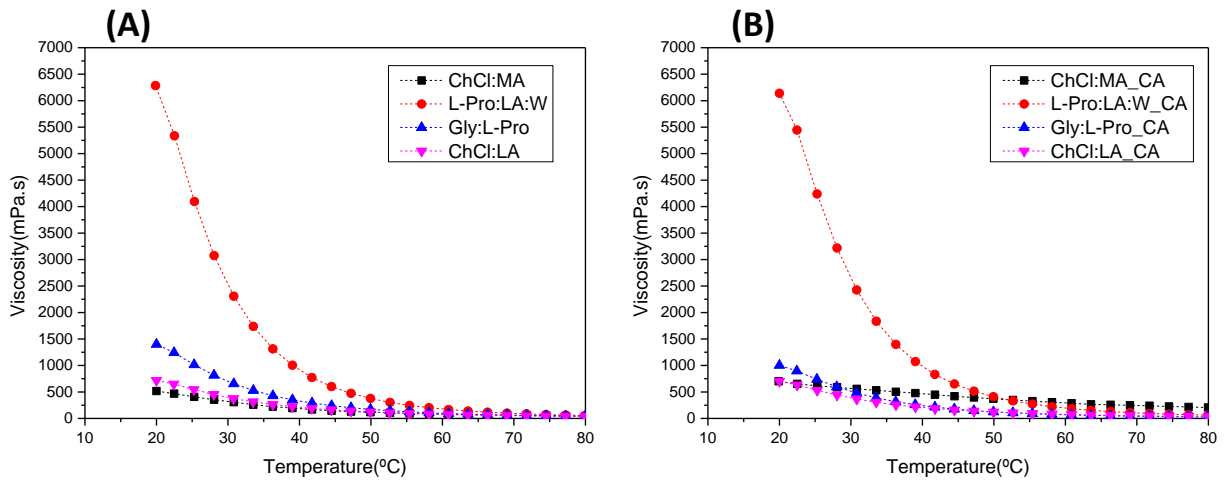 (A)
7000
6500
6000
5500
5000
4500
4000
3500
3000
2500
2000
1500
1000
500
0
Viscosity(mPa.s)
ChCl:MA
L-Pro:LA:W
Gly:L-Pro
ChCl:LA
10 20 30 40 50 60 70 80
Temperature(ºC)
(B)
7000
6500
6000
5500
5000
4500
4000
3500
3000
2500
2000
1500
1000
500
0
Viscosity(mPa.s)
ChCl:MA_CA
L-Pro:LA:W_CA
Gly:L-Pro_CA
ChCl:LA_CA
10 20 30 40 50 60 70 80
Temperature(ºC)